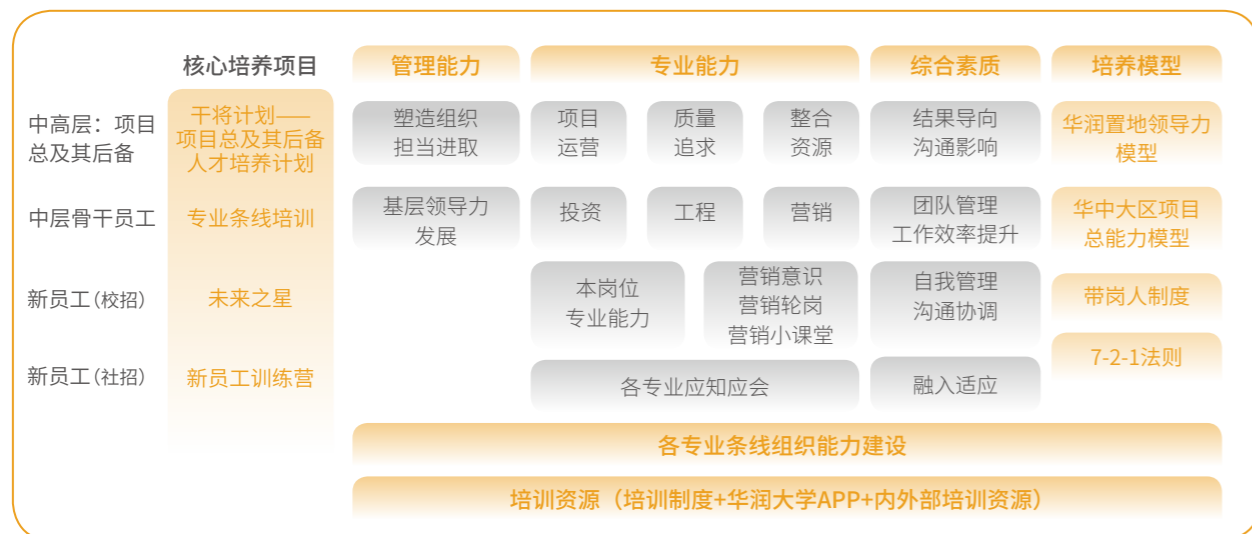 核心培养项目
管理能力
专业能力
综合素质
培养模型
中高层：项目
总及其后备
干将计划——
项目总及其后备
人才培养计划
塑造组织
担当进取
项目
运营
质量
追求
整合
资源
结果导向
沟通影响
华润置地领导力
模型
中层骨干员工
专业条线培训
基层领导力
发展
投资
工程
营销
团队管理
工作效率提升
华中大区项目
总能力模型
新员工(校招)
未来之星
本岗位
专业能力
营销意识
营销轮岗
营销小课堂
自我管理
沟通协调
带岗人制度
7-2-1法则
新员工(社招)
新员工训练营
各专业应知应会
融入适应
各专业条线组织能力建设
培训资源（培训制度+华润大学APP+内外部培训资源）